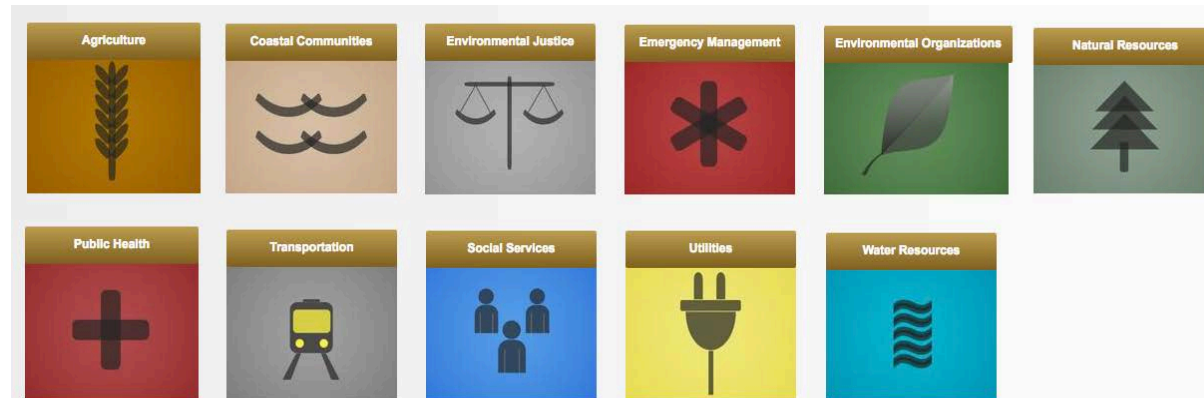 Agriculture
Coastal Communities
Environmental Justice
Emergency Management
Environmental Organizations
Natural Resources
Public Health
Transportation
Social Services
Utilities
Water Resources